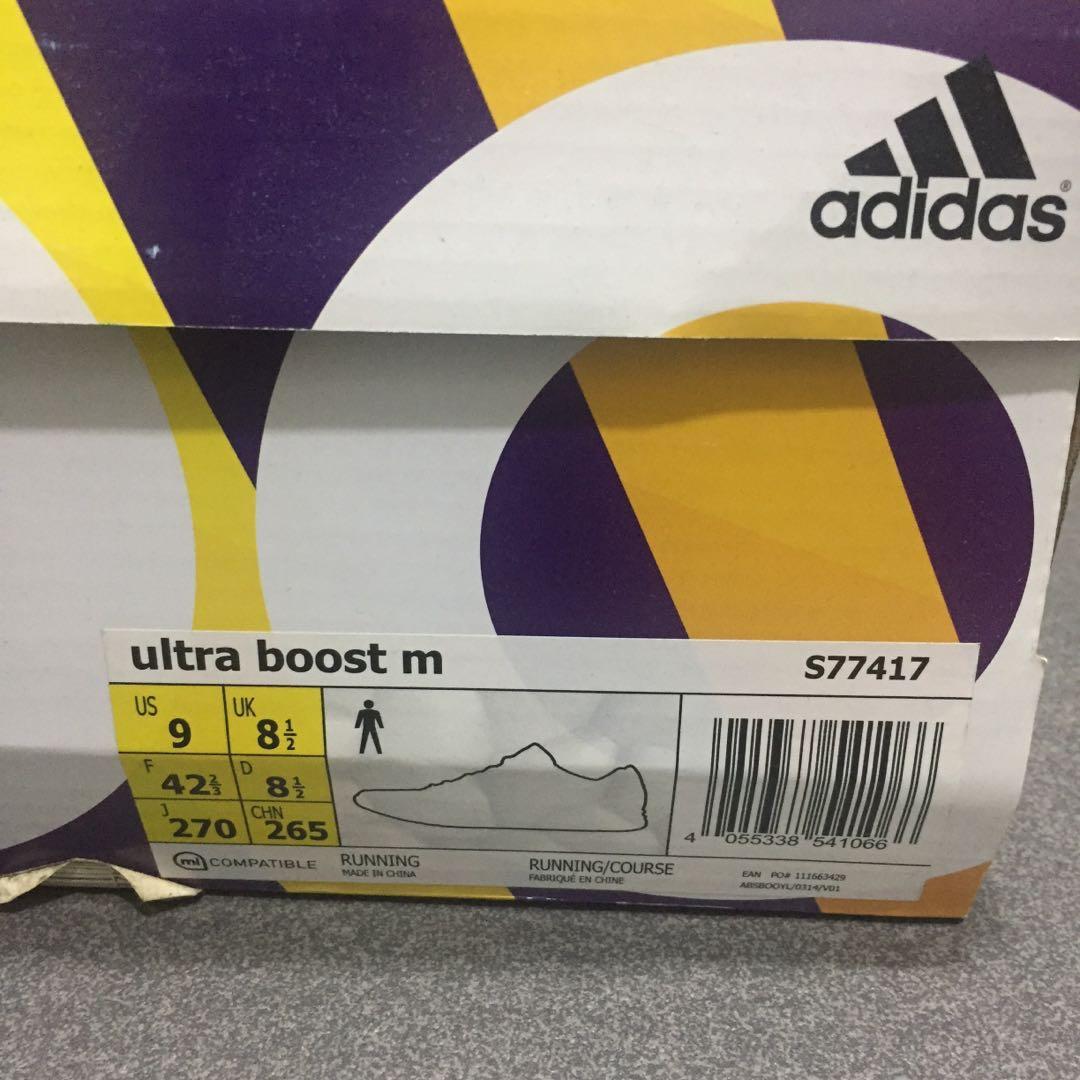 adidas®
ultra boost m
S77417
US 9 UK 8½
F 42⅔ D 8½
J 270 CHN 265
4 055338 541066
mi COMPATIBLE
RUNNING
MADE IN CHINA
RUNNING/COURSE
FABRIQUÉ EN CHINE
EAN PO# 111663429
ABSBOOYL/0314/V01